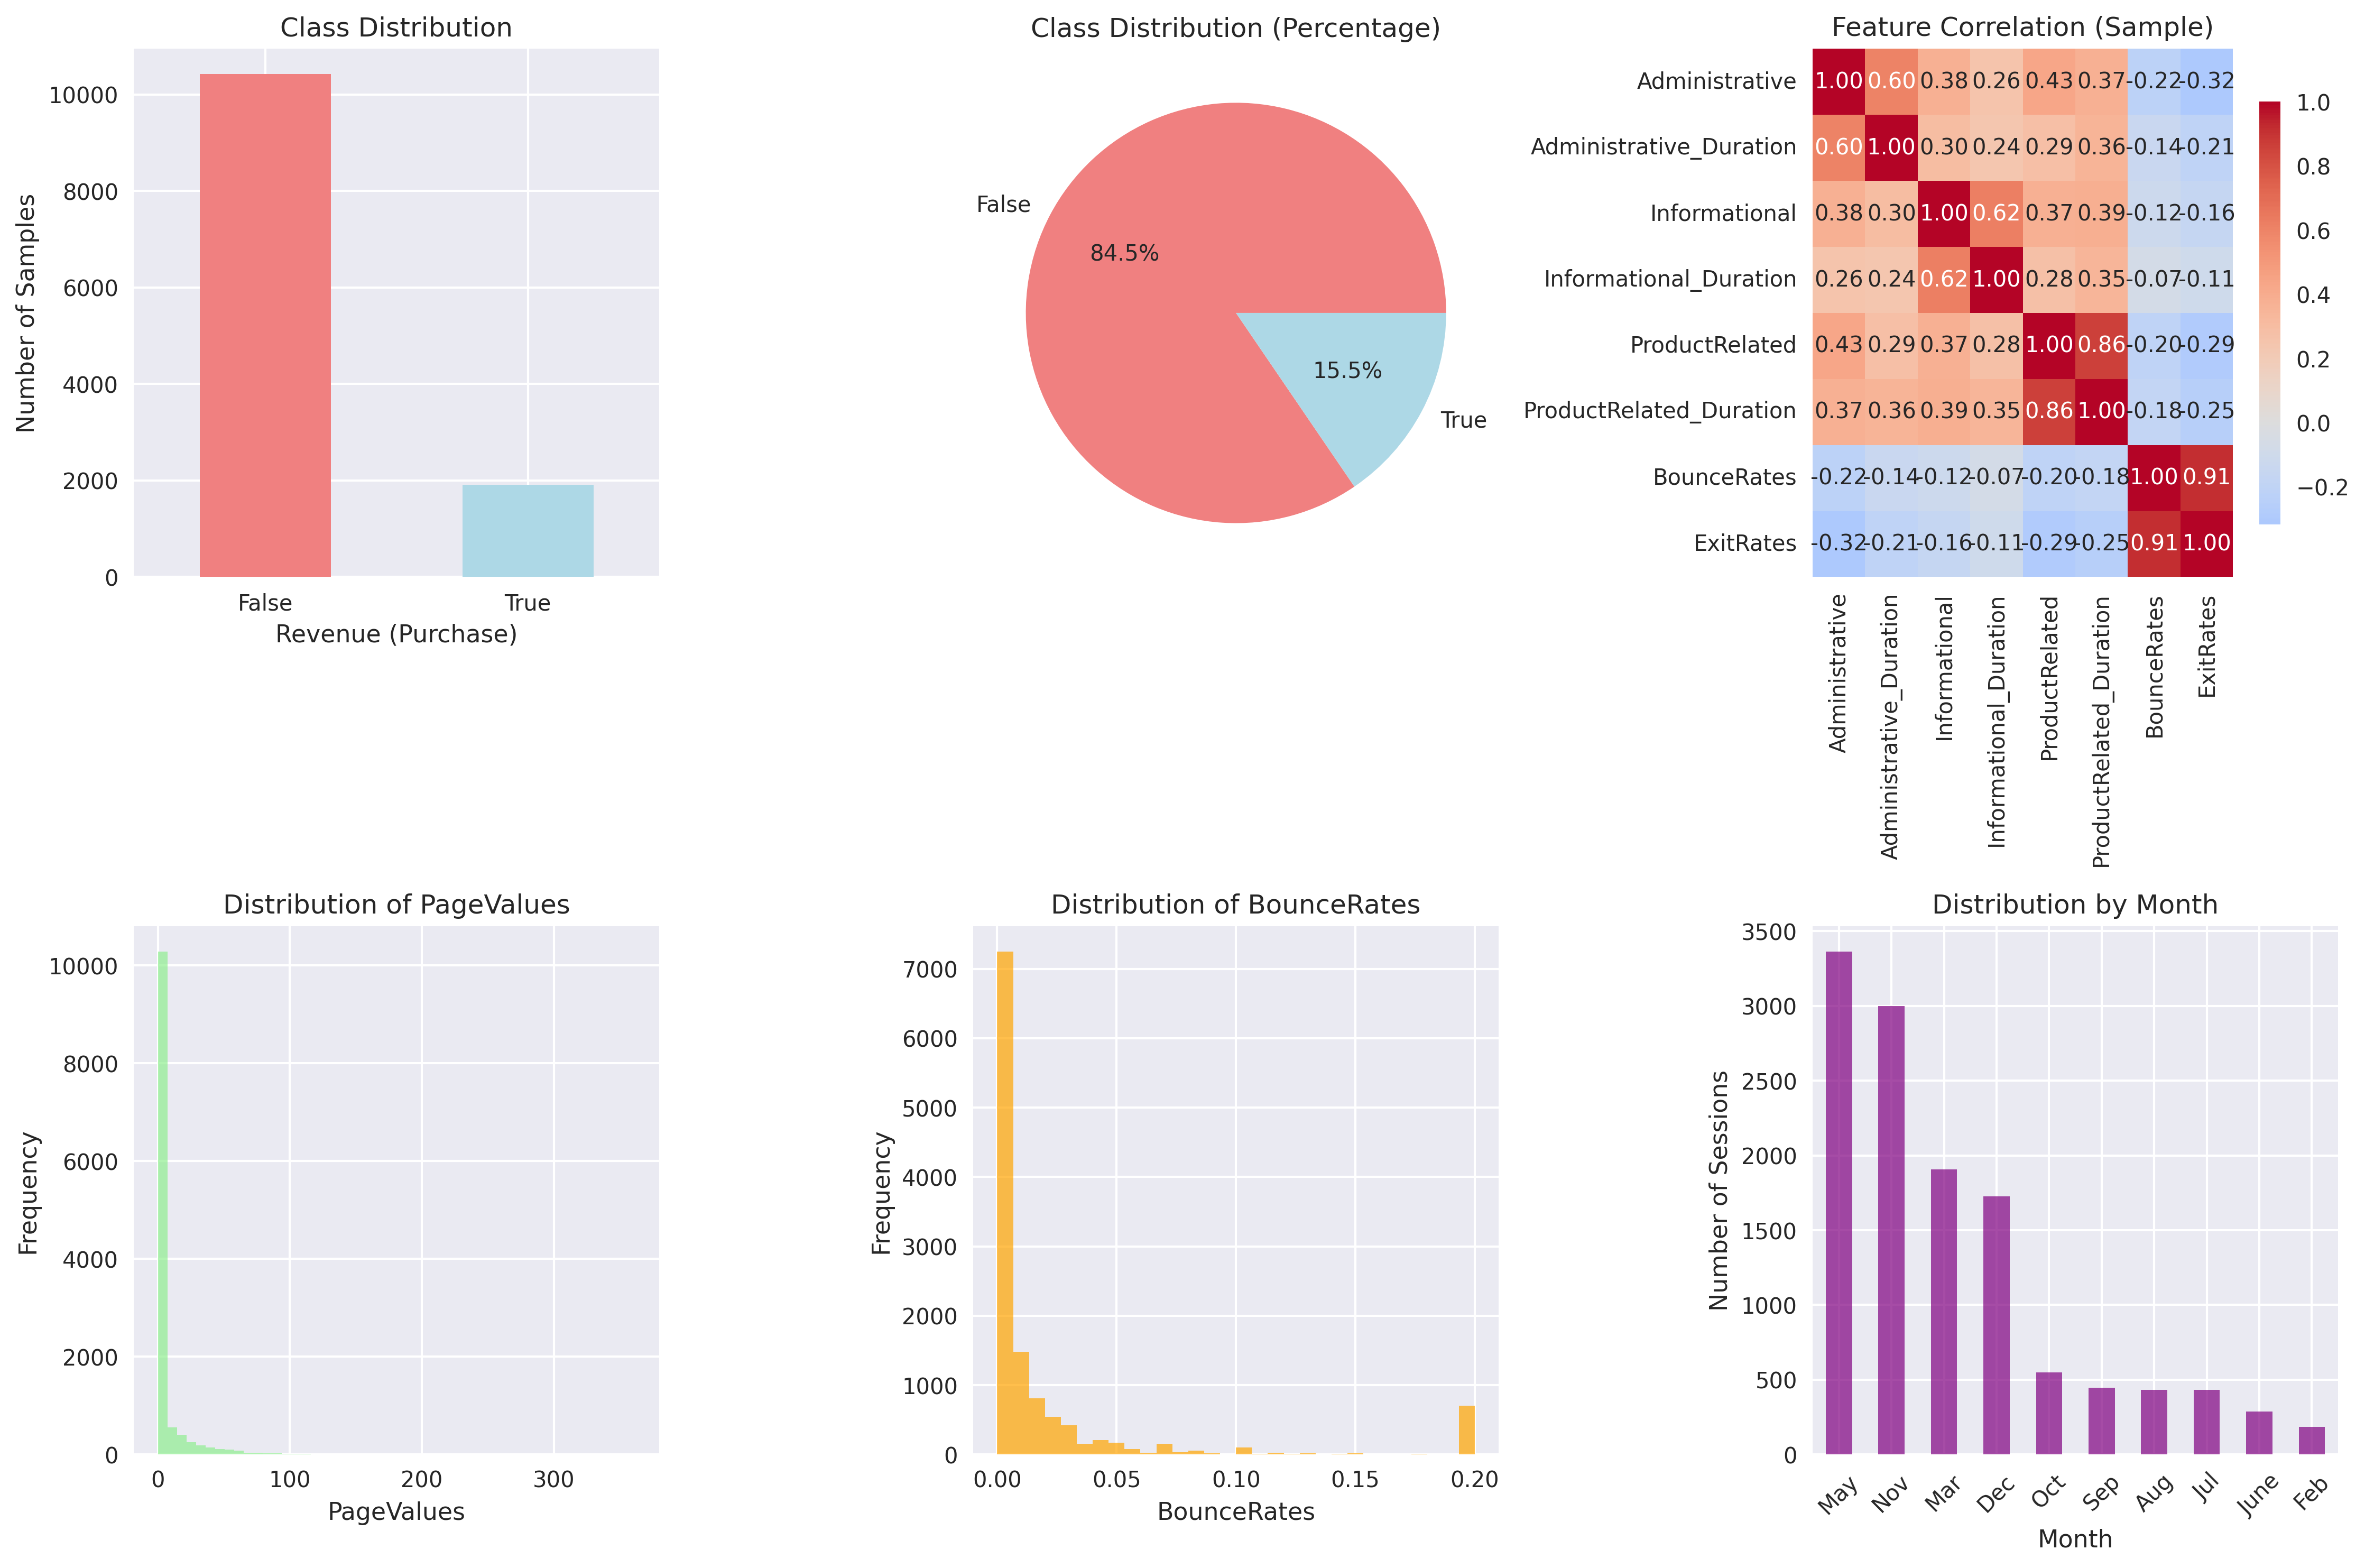 Class Distribution
Number of Samples
10000
8000
6000
4000
2000
0
False
True
Revenue (Purchase)
Class Distribution (Percentage)
False
84.5%
15.5%
True
Feature Correlation (Sample)
Administrative 1.00 0.60 0.38 0.26 0.43 0.37 -0.22 -0.32
Administrative_Duration 0.60 1.00 0.30 0.24 0.29 0.36 -0.14 -0.21
Informational 0.38 0.30 1.00 0.62 0.37 0.39 -0.12 -0.16
Informational_Duration 0.26 0.24 0.62 1.00 0.28 0.35 -0.07 -0.11
ProductRelated 0.43 0.29 0.37 0.28 1.00 0.86 -0.20 -0.29
ProductRelated_Duration 0.37 0.36 0.39 0.35 0.86 1.00 -0.18 -0.25
BounceRates -0.22 -0.14 -0.12 -0.07 -0.20 -0.18 1.00 0.91
ExitRates -0.32 -0.21 -0.16 -0.11 -0.29 -0.25 0.91 1.00
Administrative
Administrative_Duration
Informational
Informational_Duration
ProductRelated
ProductRelated_Duration
BounceRates
ExitRates
1.0
0.8
0.6
0.4
0.2
0.0
−0.2
Distribution of PageValues
Frequency
10000
8000
6000
4000
2000
0
0 100 200 300
PageValues
Distribution of BounceRates
Frequency
7000
6000
5000
4000
3000
2000
1000
0
0.00 0.05 0.10 0.15 0.20
BounceRates
Distribution by Month
Number of Sessions
3500
3000
2500
2000
1500
1000
500
0
May Nov Mar Dec Oct Sep Aug Jul June Feb
Month